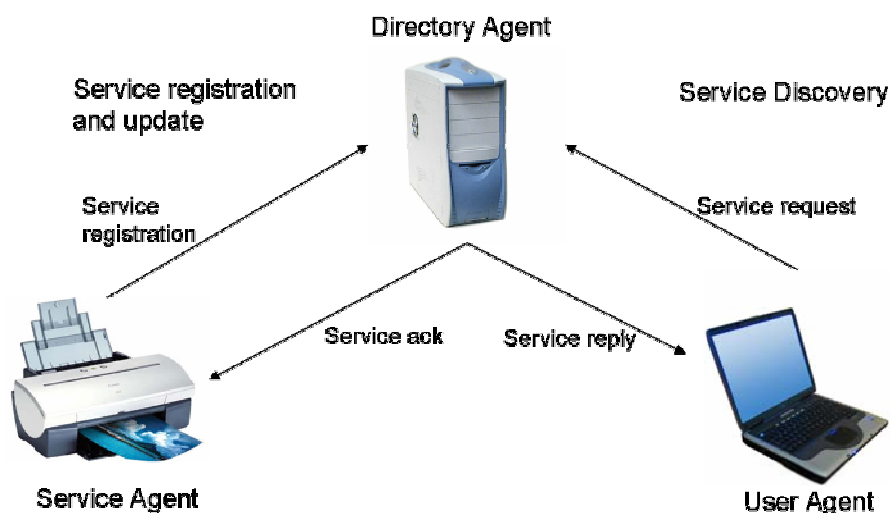 Directory Agent
Service registration
and update
Service Discovery
Service
registration
Service request
Service ack
Service reply
Service Agent
User Agent